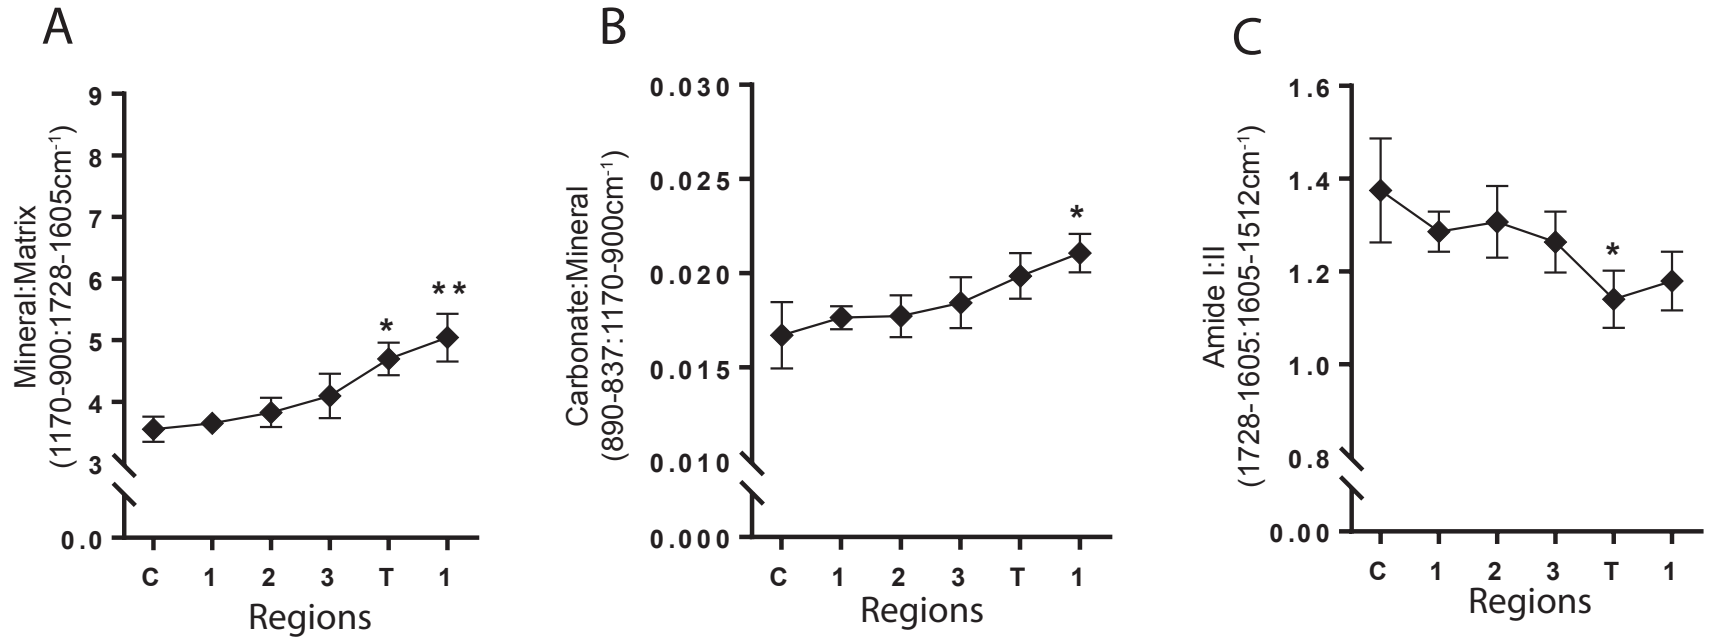 A
Mineral:Matrix
(1170-900:1728-1605cm⁻¹)
9
8
7
6
5
4
3
0.0
*
**
C 1 2 3 T 1
Regions
B
Carbonate:Mineral
(890-837:1170-900cm⁻¹)
0.030
0.025
0.020
0.015
0.010
0.000
*
C 1 2 3 T 1
Regions
C
Amide I:II
(1728-1605:1605-1512cm⁻¹)
1.6
1.4
1.2
1.0
0.8
0.00
*
C 1 2 3 T 1
Regions